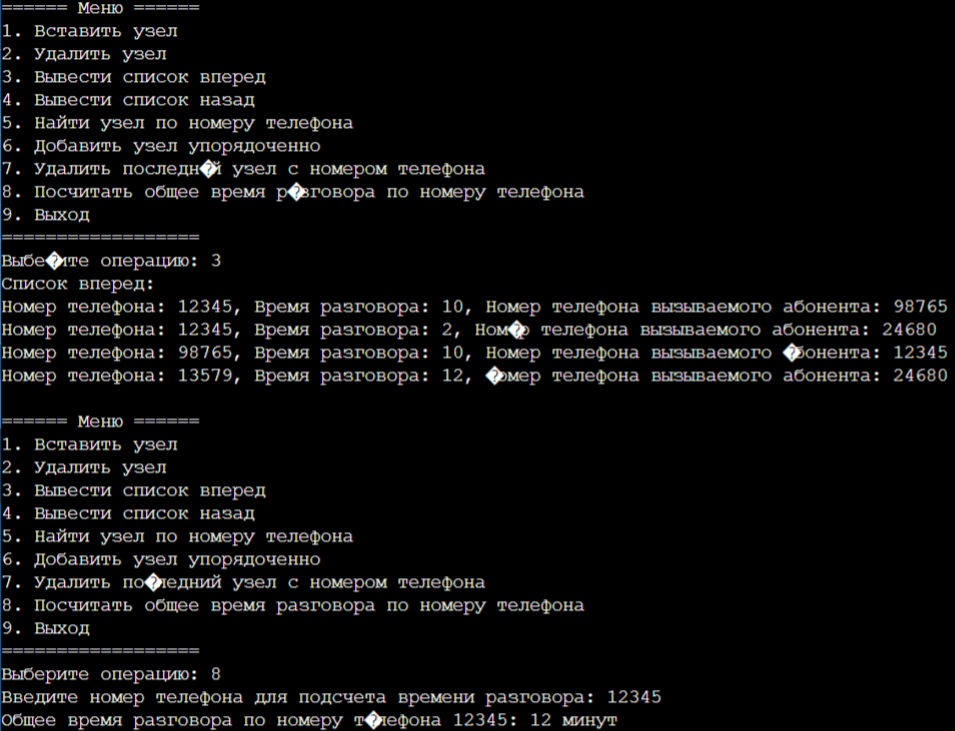 ====== Меню ======
1. Вставить узел
2. Удалить узел
3. Вывести список вперед
4. Вывести список назад
5. Найти узел по номеру телефона
6. Добавить узел упорядоченно
7. Удалить последн�й узел с номером телефона
8. Посчитать общее время р�зговора по номеру телефона
9. Выход
==================
Выбе�ите операцию: 3
Список вперед:
Номер телефона: 12345, Время разговора: 10, Номер телефона вызываемого абонента: 98765
Номер телефона: 12345, Время разговора: 2, Ном�р телефона вызываемого абонента: 24680
Номер телефона: 98765, Время разговора: 10, Номер телефона вызываемого �бонента: 12345
Номер телефона: 13579, Время разговора: 12, �омер телефона вызываемого абонента: 24680
====== Меню ======
1. Вставить узел
2. Удалить узел
3. Вывести список вперед
4. Вывести список назад
5. Найти узел по номеру телефона
6. Добавить узел упорядоченно
7. Удалить по�ледний узел с номером телефона
8. Посчитать общее время разговора по номеру телефона
9. Выход
==================
Выберите операцию: 8
Введите номер телефона для подсчета времени разговора: 12345
Общее время разговора по номеру т�лефона 12345: 12 минут